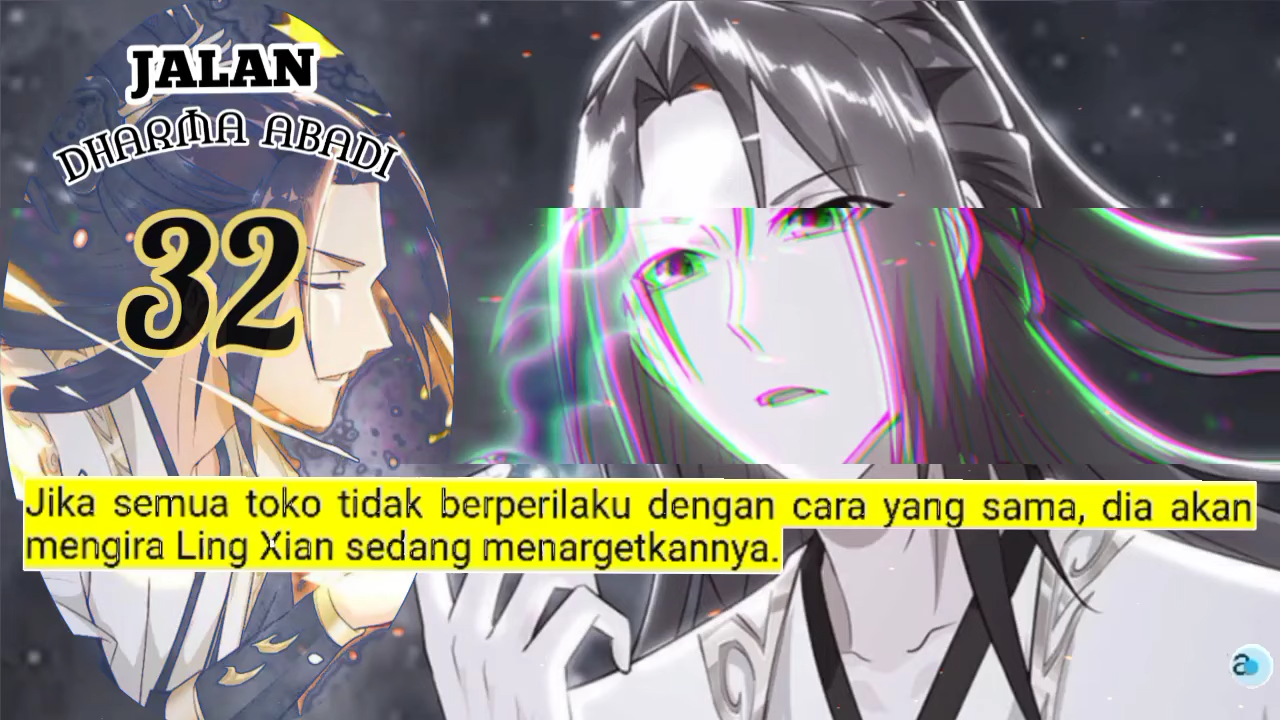 JALAN
DHARMA ABADI
32
Jika semua toko tidak berperilaku dengan cara yang sama, dia akan
mengira Ling Xian sedang menargetkannya.
a